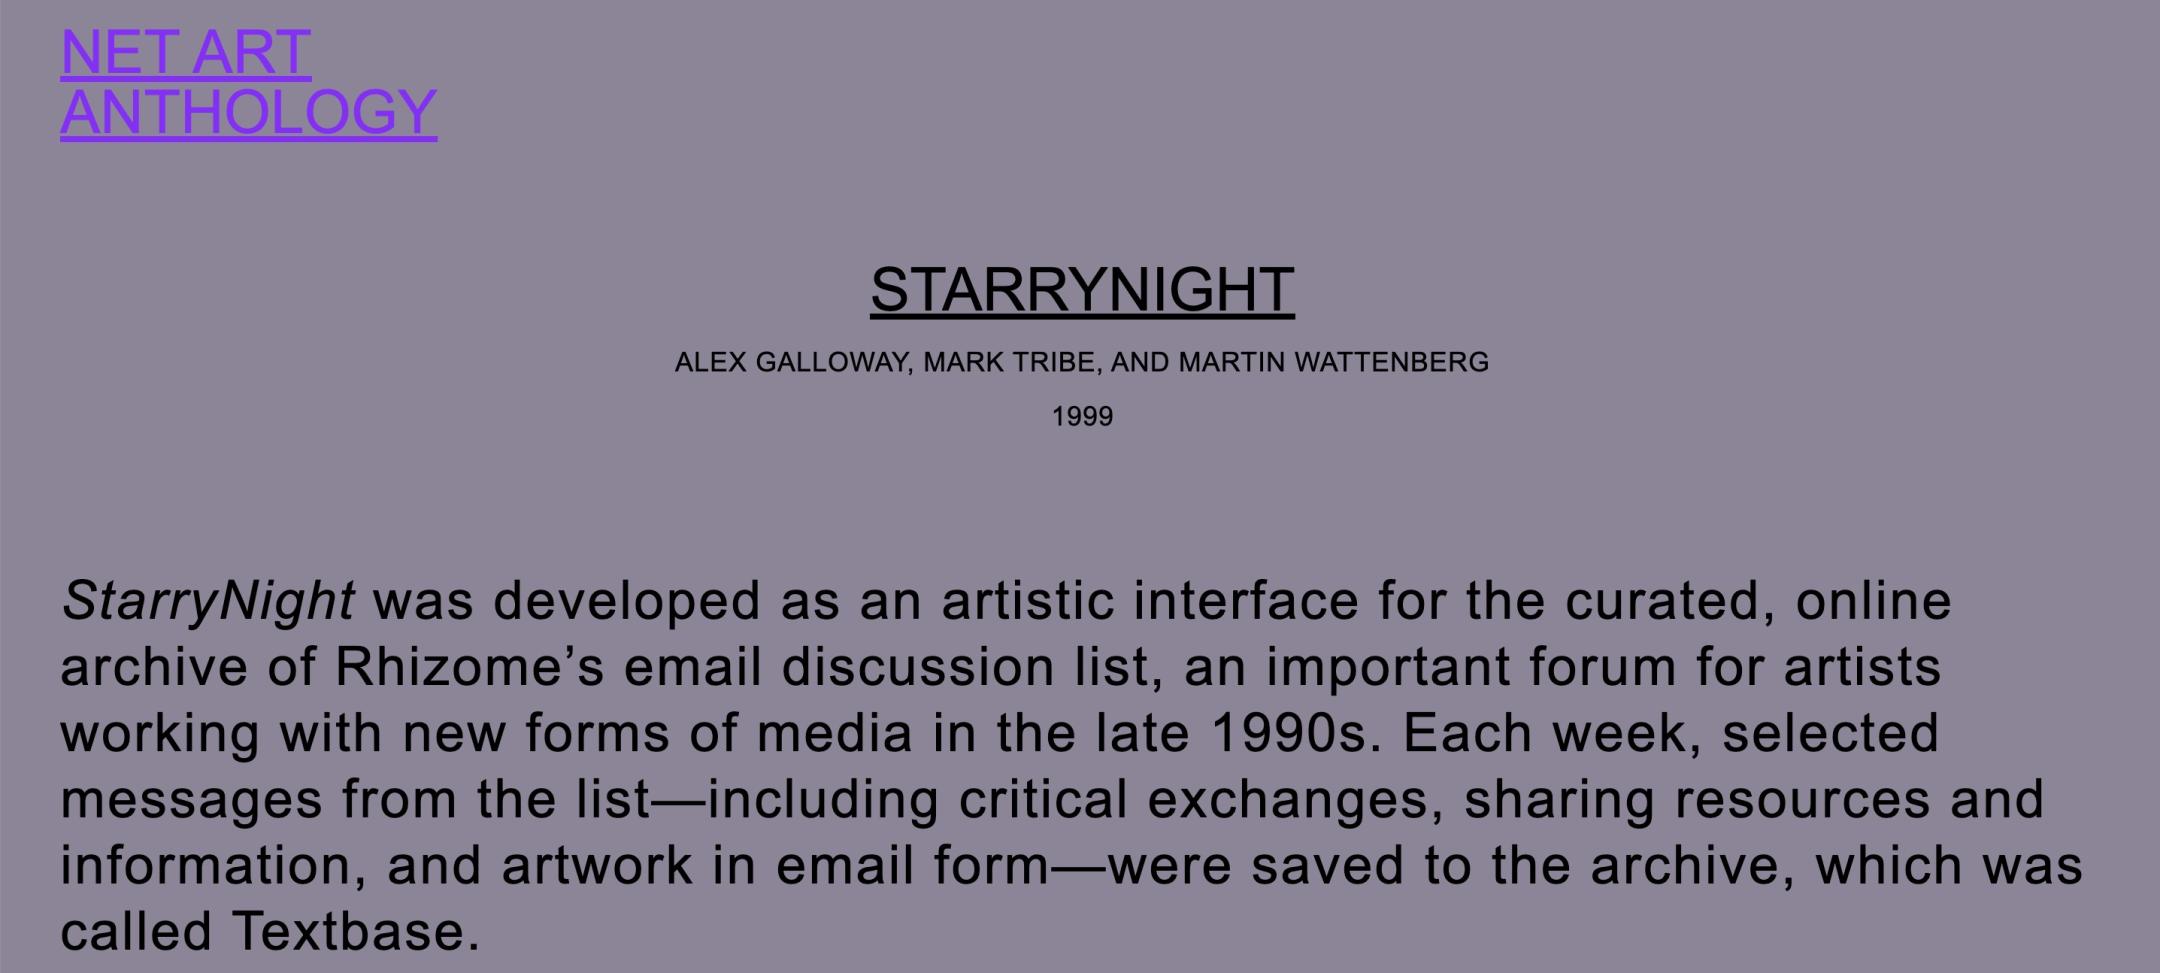 NET ART
ANTHOLOGY
STARRYNIGHT
ALEX GALLOWAY, MARK TRIBE, AND MARTIN WATTENBERG
1999
StarryNight was developed as an artistic interface for the curated, online
archive of Rhizome’s email discussion list, an important forum for artists
working with new forms of media in the late 1990s. Each week, selected
messages from the list—including critical exchanges, sharing resources and
information, and artwork in email form—were saved to the archive, which was
called Textbase.